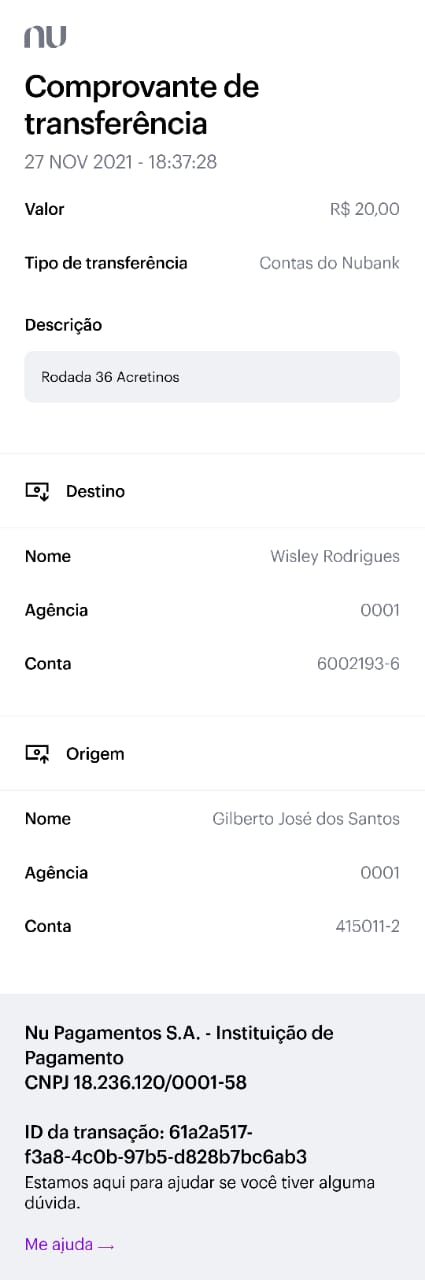 nu
Comprovante de
transferência
27 NOV 2021 - 18:37:28
Valor R$ 20,00
Tipo de transferência Contas do Nubank
Descrição
Rodada 36 Acretinos
Destino
Nome Wisley Rodrigues
Agência 0001
Conta 6002193-6
Origem
Nome Gilberto José dos Santos
Agência 0001
Conta 415011-2
Nu Pagamentos S.A. - Instituição de
Pagamento
CNPJ 18.236.120/0001-58
ID da transação: 61a2a517-
f3a8-4c0b-97b5-d828b7bc6ab3
Estamos aqui para ajudar se você tiver alguma
dúvida.
Me ajuda →